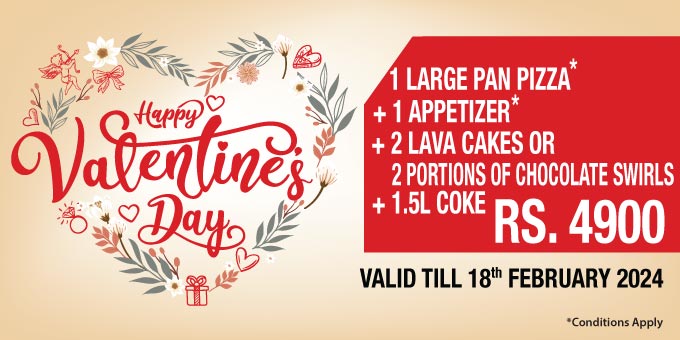 Happy
Valentine's
Day
1 LARGE PAN PIZZA*
+ 1 APPETIZER*
+ 2 LAVA CAKES OR
2 PORTIONS OF CHOCOLATE SWIRLS
+ 1.5L COKE RS. 4900
VALID TILL 18th FEBRUARY 2024
*Conditions Apply